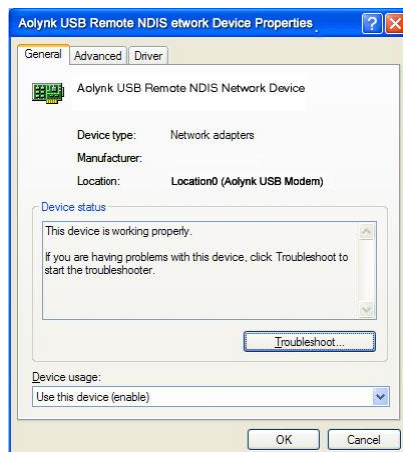 Aolynk USB Remote NDIS etwork Device Properties
General Advanced Driver
Aolynk USB Remote NDIS Network Device
Device type: Network adapters
Manufacturer:
Location: Location0 (Aolynk USB Modem)
Device status
This device is working properly.
If you are having problems with this device, click Troubleshoot to
start the troubleshooter.
Troubleshoot...
Device usage:
Use this device (enable)
OK Cancel